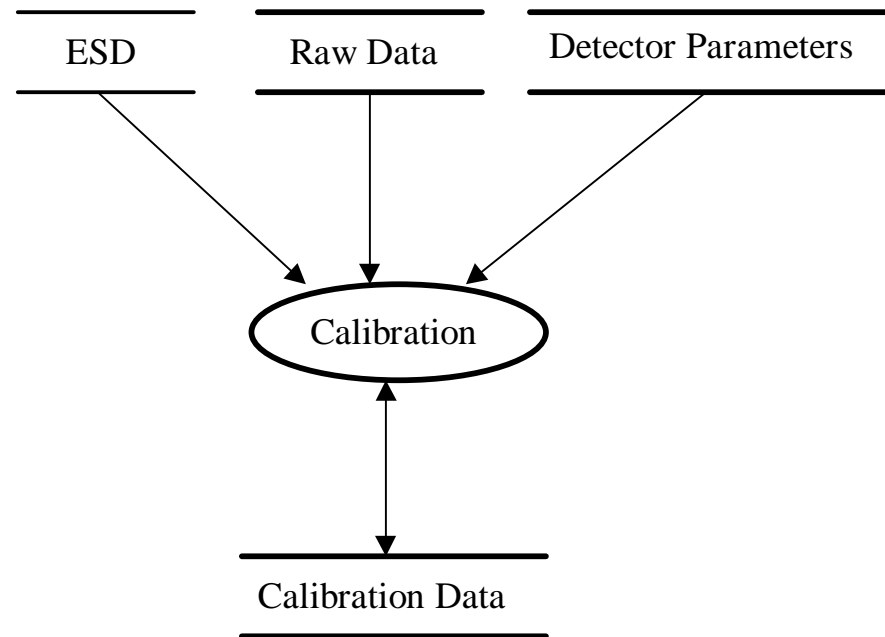 ESD
Raw Data
Detector Parameters
Calibration
Calibration Data